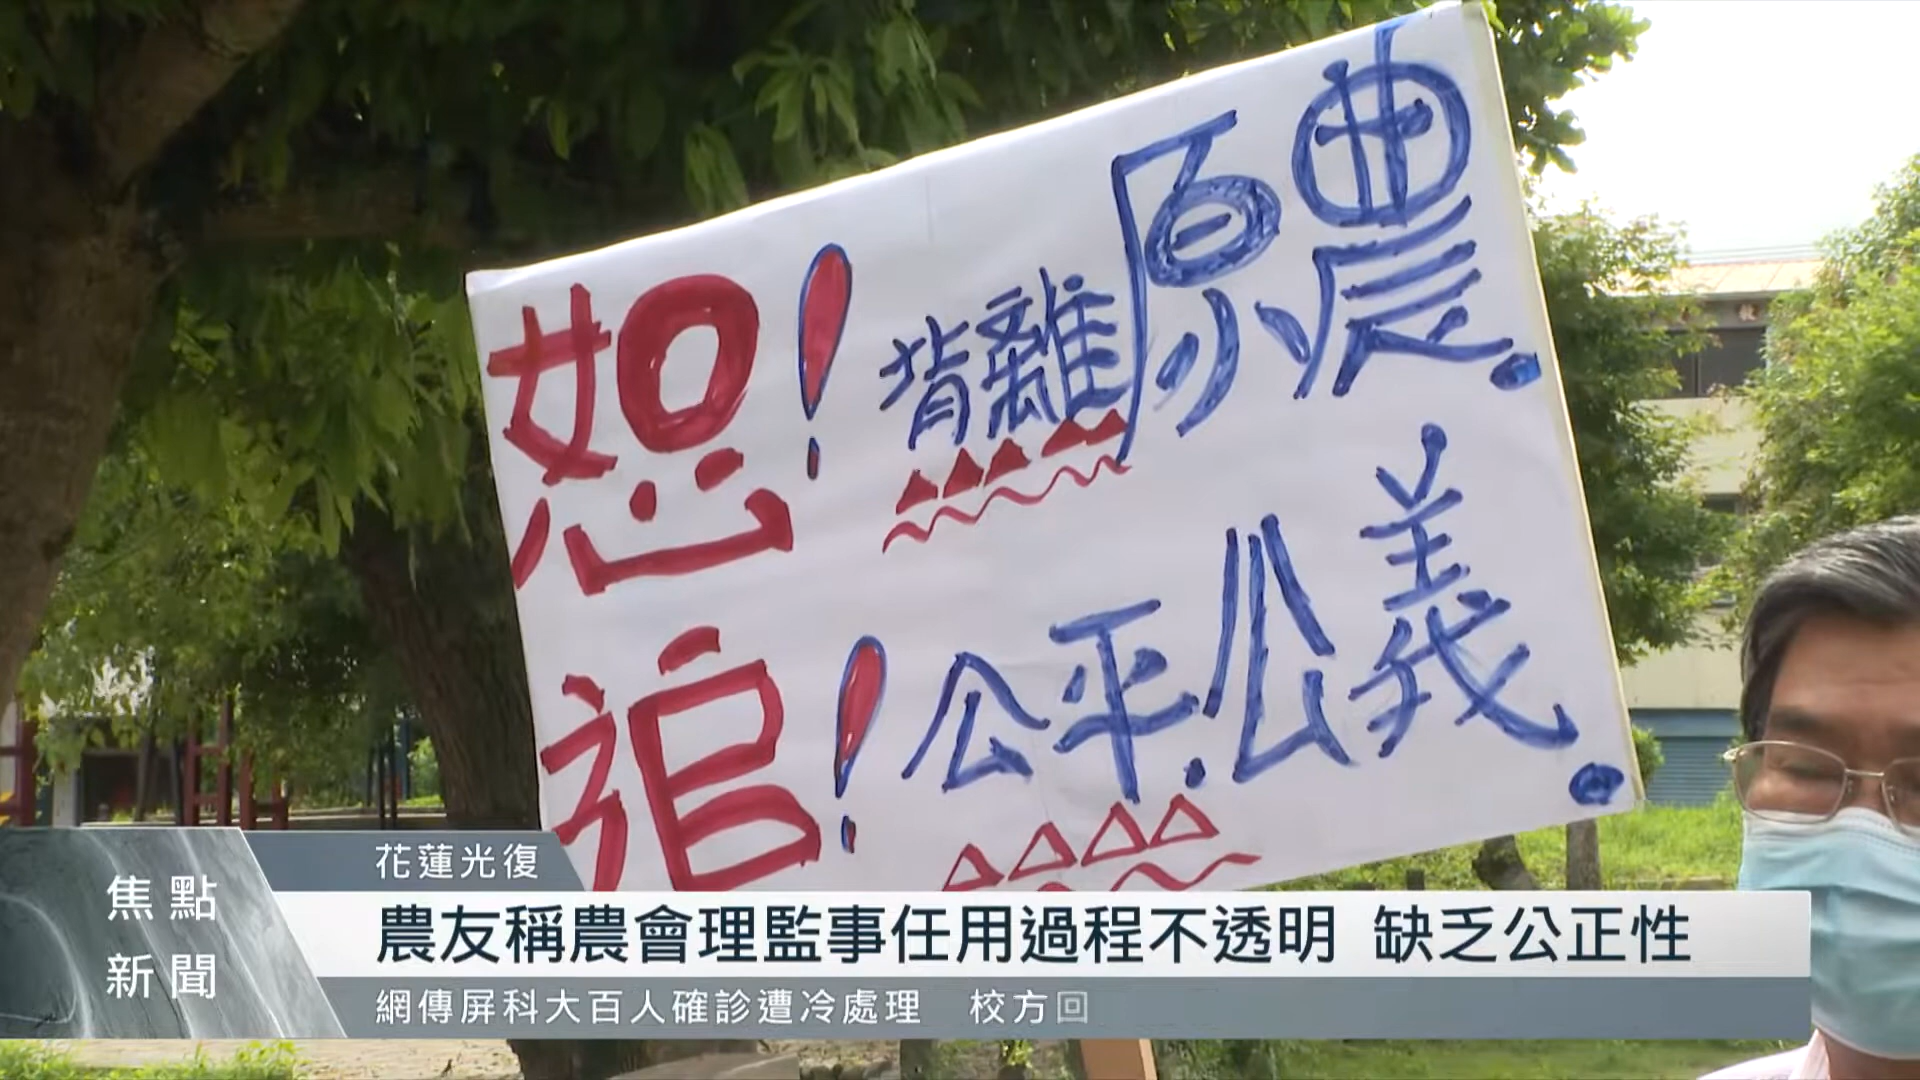 恕！背離原農.
追！公平.公義.
花蓮光復
焦點新聞
農友稱農會理監事任用過程不透明 缺乏公正性
網傳屏科大百人確診遭冷處理 校方回